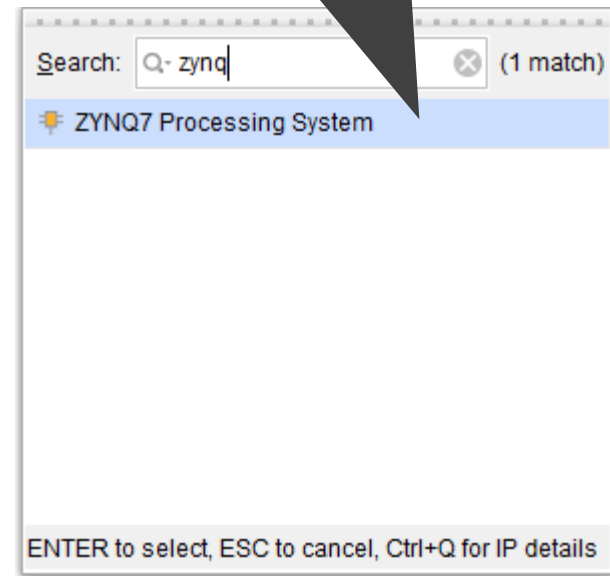 Search: zynq (1 match)
ZYNQ7 Processing System
ENTER to select, ESC to cancel, Ctrl+Q for IP details